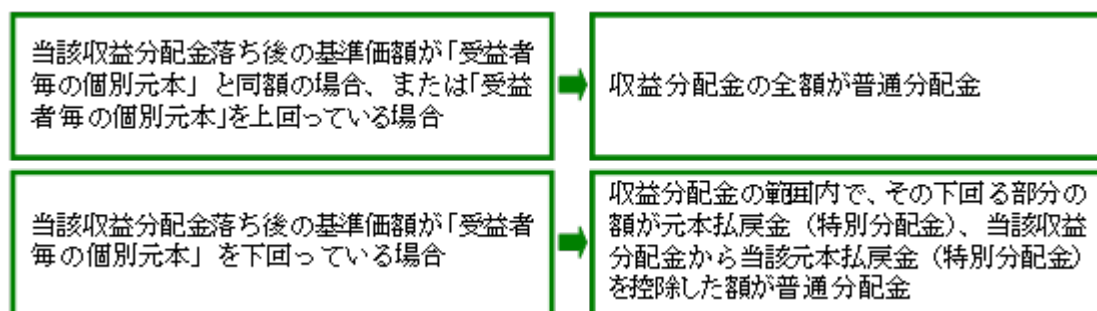 当該収益分配金落ち後の基準価額が「受益者
毎の個別元本」と同額の場合、または「受益
者毎の個別元本」を上回っている場合
収益分配金の全額が普通分配金
当該収益分配金落ち後の基準価額が「受益者
毎の個別元本」を下回っている場合
収益分配金の範囲内で、その下回る部分の
額が元本払戻金（特別分配金）、当該収益
分配金から当該元本払戻金（特別分配金）
を控除した額が普通分配金